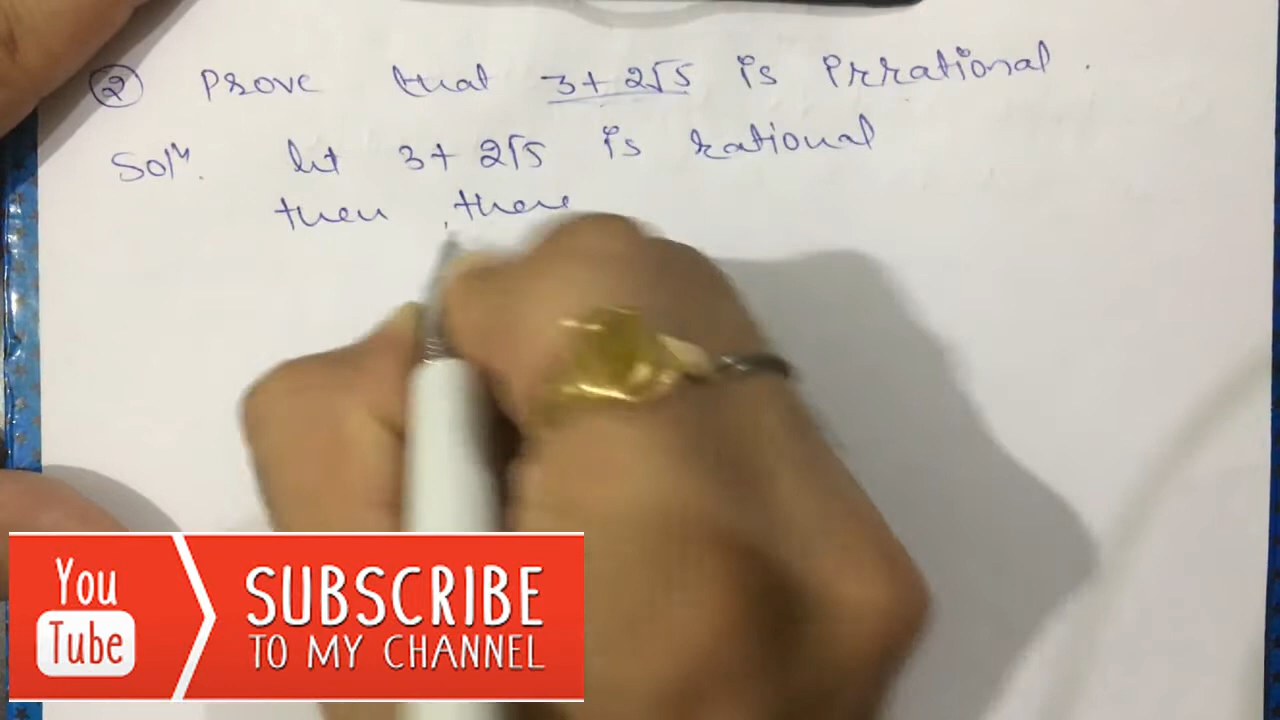 ② Prove that 3+ 2√5 is Irrational.
Solⁿ. let 3+ 2√5 is rational
then, there
You
Tube
SUBSCRIBE
TO MY CHANNEL